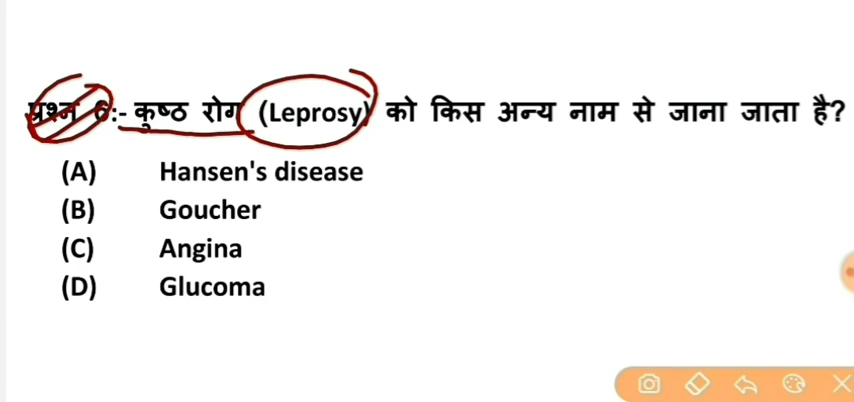 प्रश्न 6:- कुष्ठ रोग (Leprosy) को किस अन्य नाम से जाना जाता है?
(A) Hansen's disease
(B) Goucher
(C) Angina
(D) Glucoma